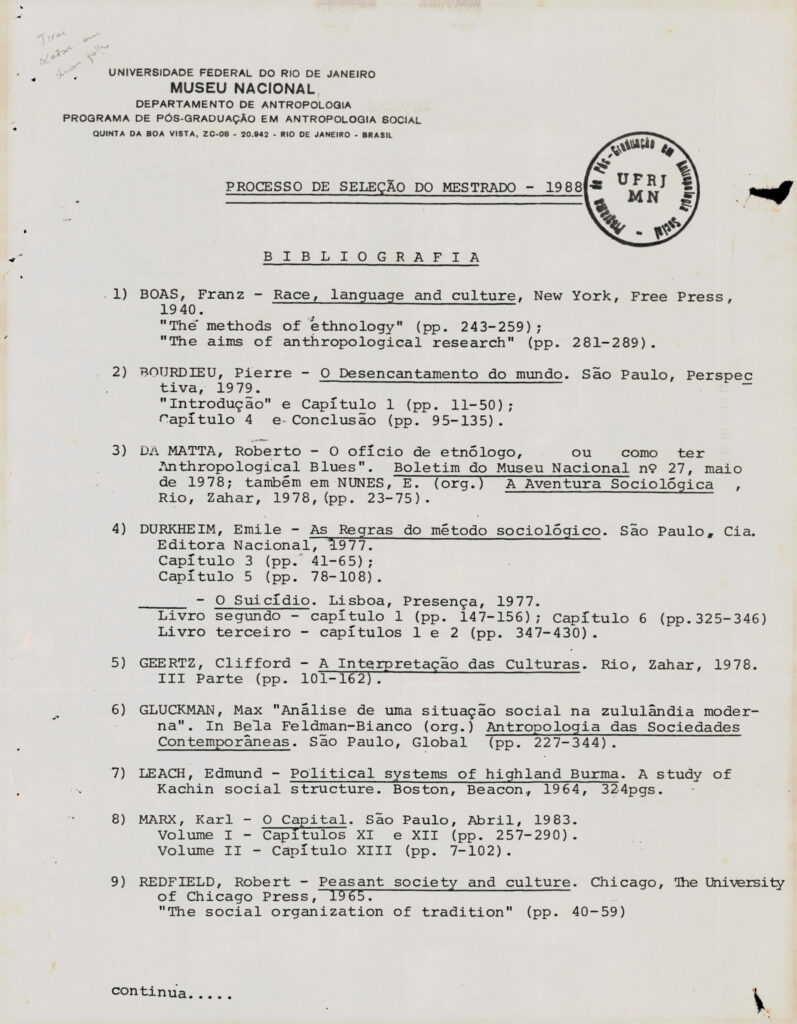 Tirar
UNIVERSIDADE FEDERAL DO RIO DE JANEIRO
MUSEU NACIONAL
DEPARTAMENTO DE ANTROPOLOGIA
PROGRAMA DE PÓS-GRADUAÇÃO EM ANTROPOLOGIA SOCIAL
QUINTA DA BOA VISTA, ZC-08 - 20.942 - RIO DE JANEIRO - BRASIL
Programa de Pós-Graduação em Antropologia Social
UFRJ
MN
PROCESSO DE SELEÇÃO DO MESTRADO - 1988
BIBLIOGRAFIA
1) BOAS, Franz - Race, language and culture, New York, Free Press,
1940.
"The methods of ethnology" (pp. 243-259);
"The aims of anthropological research" (pp. 281-289).
2) BOURDIEU, Pierre - O Desencantamento do mundo. São Paulo, Perspec
tiva, 1979.
"Introdução" e Capítulo 1 (pp. 11-50);
Capítulo 4 e Conclusão (pp. 95-135).
3) DA MATTA, Roberto - O ofício de etnólogo, ou como ter
Anthropological Blues". Boletim do Museu Nacional nº 27, maio
de 1978; também em NUNES, E. (org.) A Aventura Sociológica ,
Rio, Zahar, 1978, (pp. 23-75).
4) DURKHEIM, Emile - As Regras do método sociológico. São Paulo, Cia.
Editora Nacional, 1977.
Capítulo 3 (pp. 41-65);
Capítulo 5 (pp. 78-108).
_____ - O Suicídio. Lisboa, Presença, 1977.
Livro segundo - capítulo 1 (pp. 147-156); Capítulo 6 (pp.325-346)
Livro terceiro - capítulos 1 e 2 (pp. 347-430).
5) GEERTZ, Clifford - A Interpretação das Culturas. Rio, Zahar, 1978.
III Parte (pp. 101-162).
6) GLUCKMAN, Max "Análise de uma situação social na zululândia moder-
na". In Bela Feldman-Bianco (org.) Antropologia das Sociedades
Contemporâneas. São Paulo, Global (pp. 227-344).
7) LEACH, Edmund - Political systems of highland Burma. A study of
Kachin social structure. Boston, Beacon, 1964, 324pgs.
8) MARX, Karl - O Capital. São Paulo, Abril, 1983.
Volume I - Capítulos XI e XII (pp. 257-290).
Volume II - Capítulo XIII (pp. 7-102).
9) REDFIELD, Robert - Peasant society and culture. Chicago, The University
of Chicago Press, 1965.
"The social organization of tradition" (pp. 40-59)
continua.....